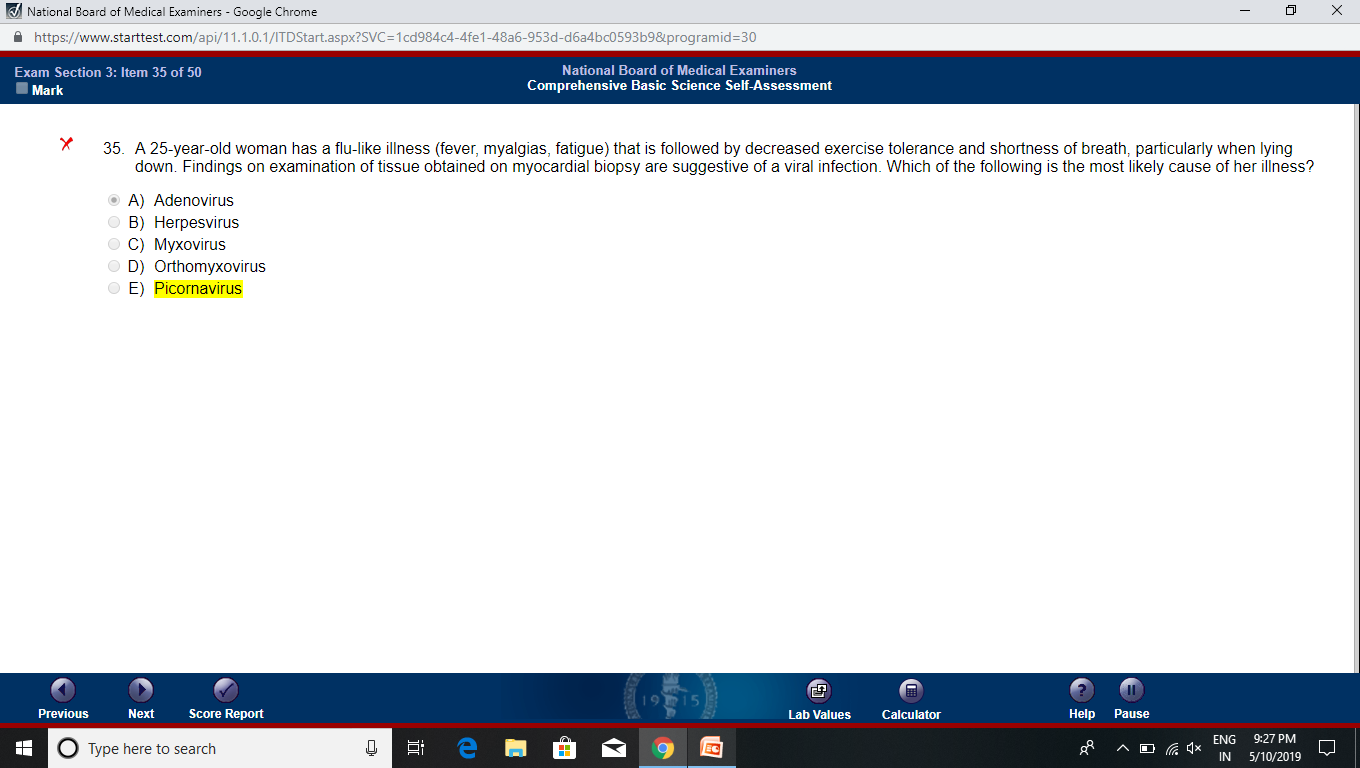 National Board of Medical Examiners - Google Chrome
https://www.starttest.com/api/11.1.0.1/ITDStart.aspx?SVC=1cd984c4-4fe1-48a6-953d-d6a4bc0593b9&programid=30
Exam Section 3: Item 35 of 50
National Board of Medical Examiners
Mark
Comprehensive Basic Science Self-Assessment
35. A 25-year-old woman has a flu-like illness (fever, myalgias, fatigue) that is followed by decreased exercise tolerance and shortness of breath, particularly when lying
down. Findings on examination of tissue obtained on myocardial biopsy are suggestive of a viral infection. Which of the following is the most likely cause of her illness?
A) Adenovirus
B) Herpesvirus
C) Myxovirus
D) Orthomyxovirus
E) Picornavirus
1915
Previous
Next
Score Report
Lab Values
Calculator
Help
Pause
Type here to search
ENG
IN
9:27 PM
5/10/2019